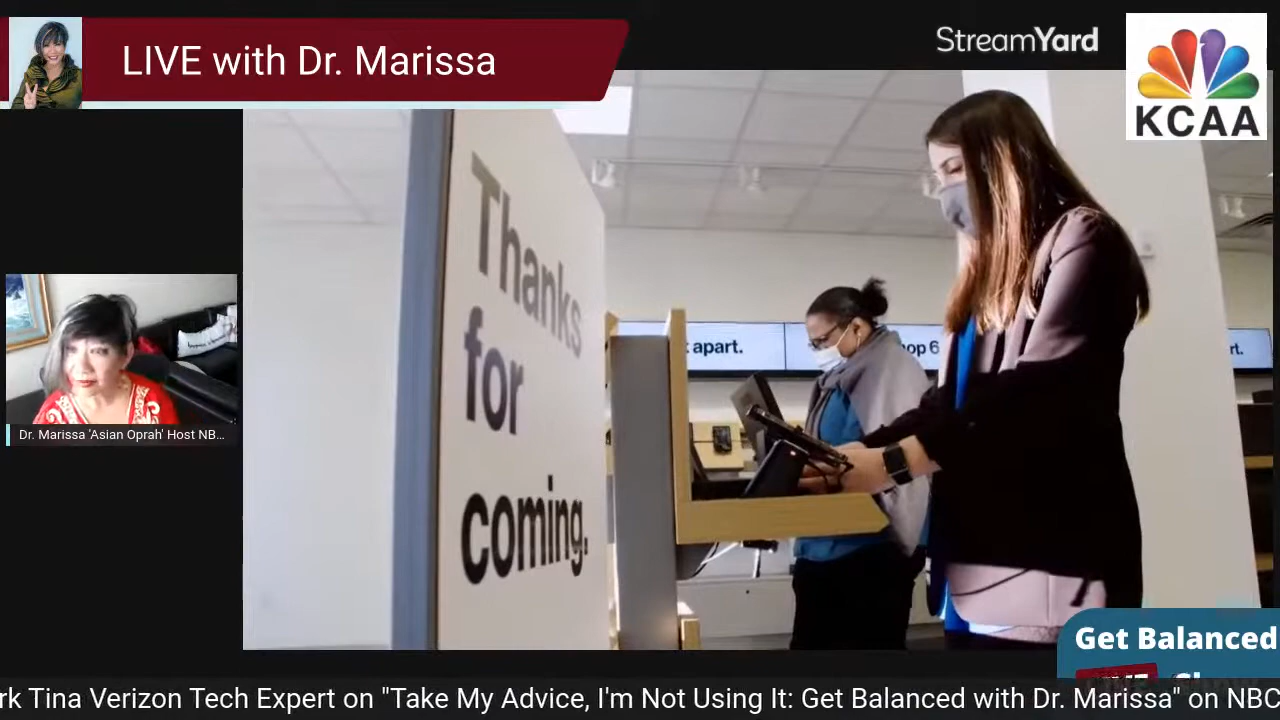 LIVE with Dr. Marissa
StreamYard
KCAA
Thanks
for
coming.
apart.
op 6
rt.
Dr. Marissa 'Asian Oprah' Host NB...
Get Balanced
rk Tina Verizon Tech Expert on "Take My Advice, I'm Not Using It: Get Balanced with Dr. Marissa" on NBC